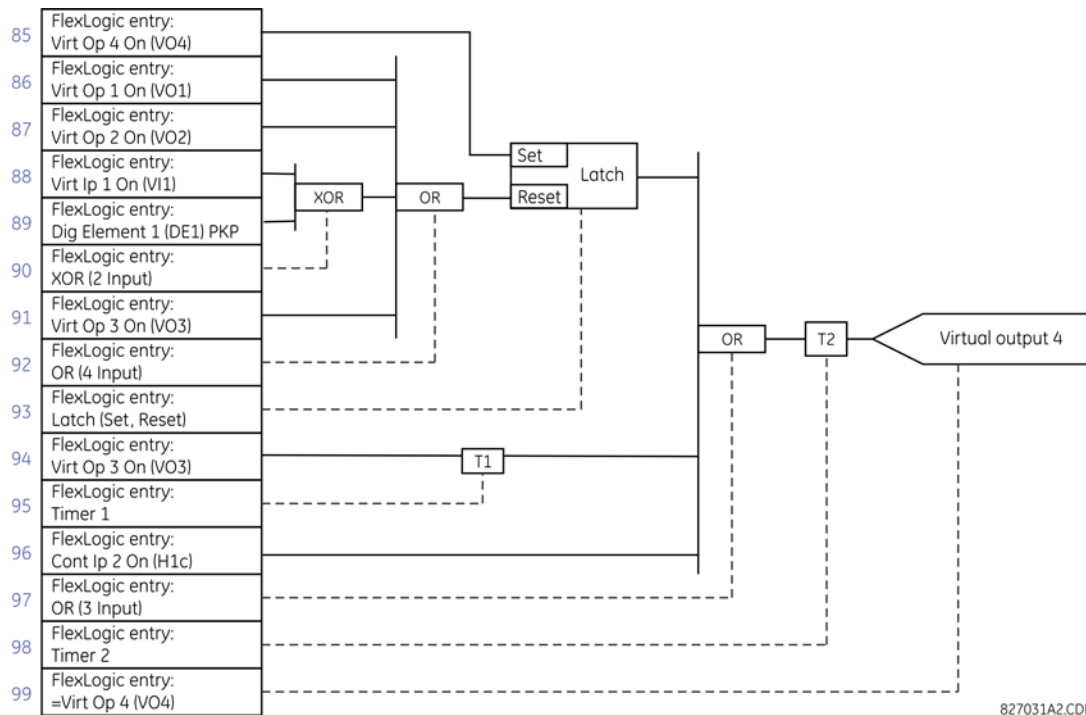 85
FlexLogic entry:
Virt Op 4 On (VO4)
86
FlexLogic entry:
Virt Op 1 On (VO1)
87
FlexLogic entry:
Virt Op 2 On (VO2)
88
FlexLogic entry:
Virt Ip 1 On (VI1)
89
FlexLogic entry:
Dig Element 1 (DE1) PKP
90
FlexLogic entry:
XOR (2 Input)
91
FlexLogic entry:
Virt Op 3 On (VO3)
92
FlexLogic entry:
OR (4 Input)
93
FlexLogic entry:
Latch (Set, Reset)
94
FlexLogic entry:
Virt Op 3 On (VO3)
95
FlexLogic entry:
Timer 1
96
FlexLogic entry:
Cont Ip 2 On (H1c)
97
FlexLogic entry:
OR (3 Input)
98
FlexLogic entry:
Timer 2
99
FlexLogic entry:
=Virt Op 4 (VO4)
XOR
OR
Set
Reset
Latch
T1
OR
T2
Virtual output 4